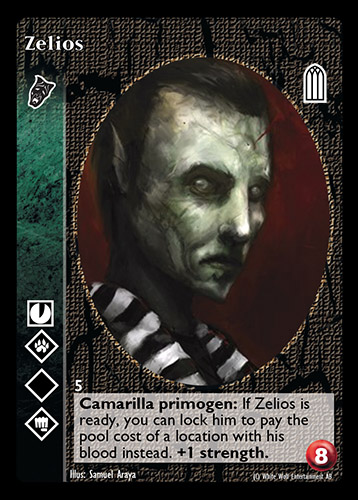 Zelios
5
Camarilla primogen: If Zelios is
ready, you can lock him to pay the
pool cost of a location with his
blood instead. +1 strength.
8
Illus: Samuel Araya
(C) White Wolf Entertainment AB